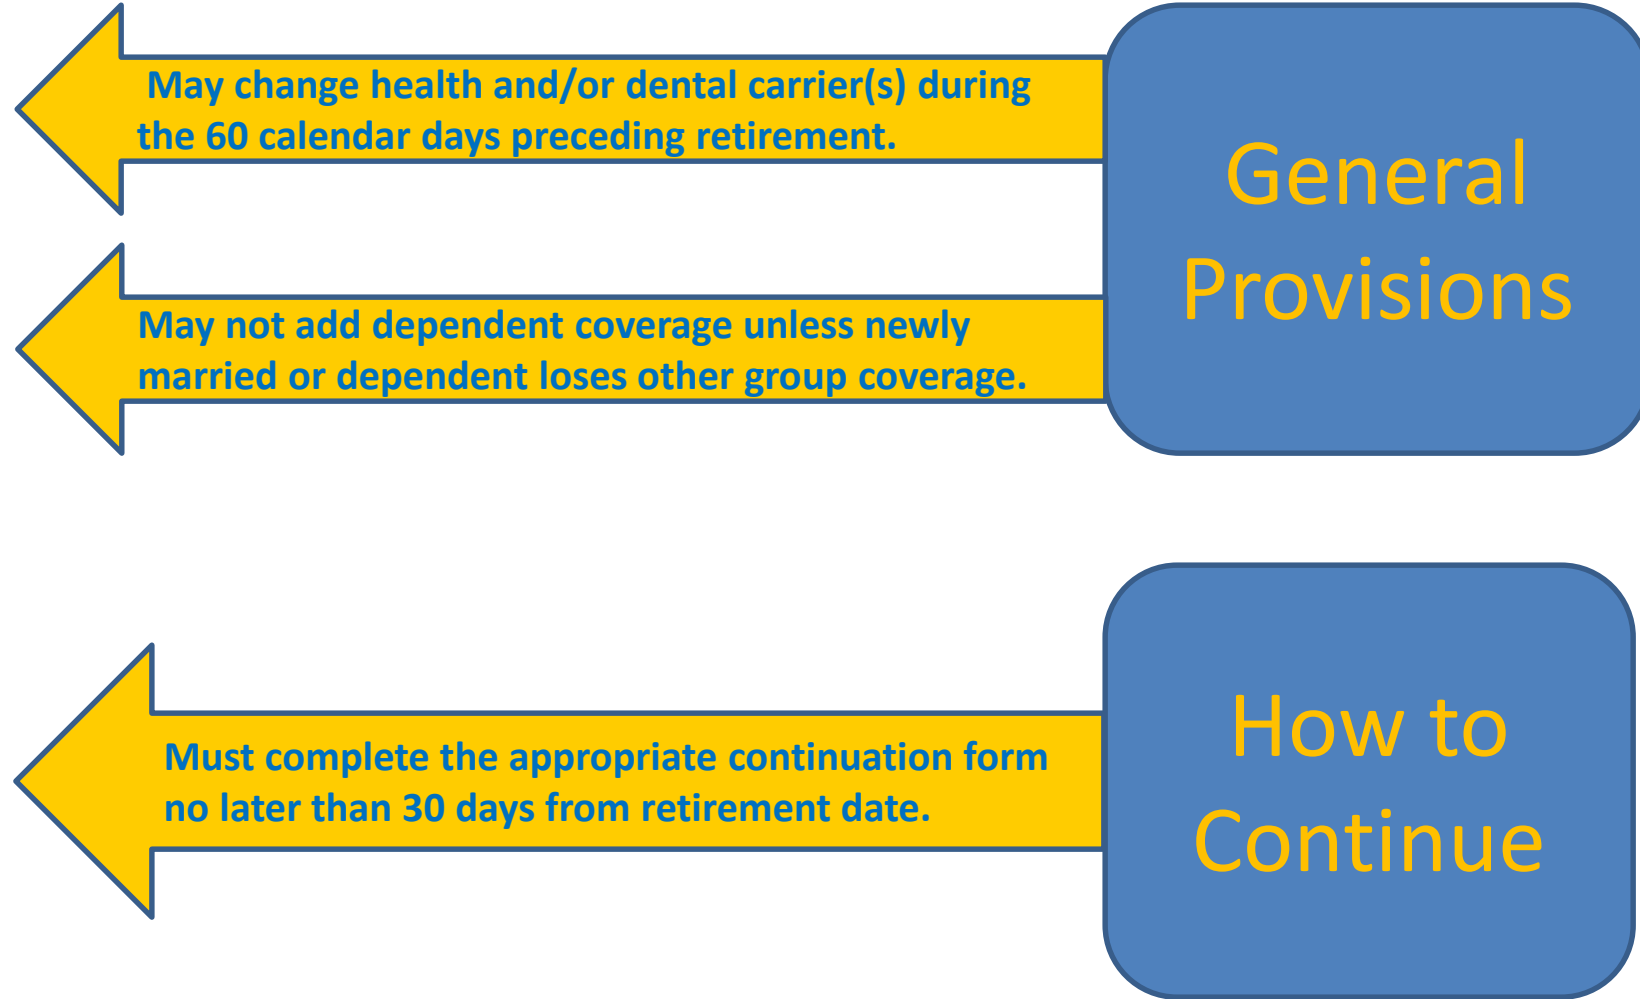 May change health and/or dental carrier(s) during
the 60 calendar days preceding retirement.
May not add dependent coverage unless newly
married or dependent loses other group coverage.
General
Provisions
Must complete the appropriate continuation form
no later than 30 days from retirement date.
How to
Continue